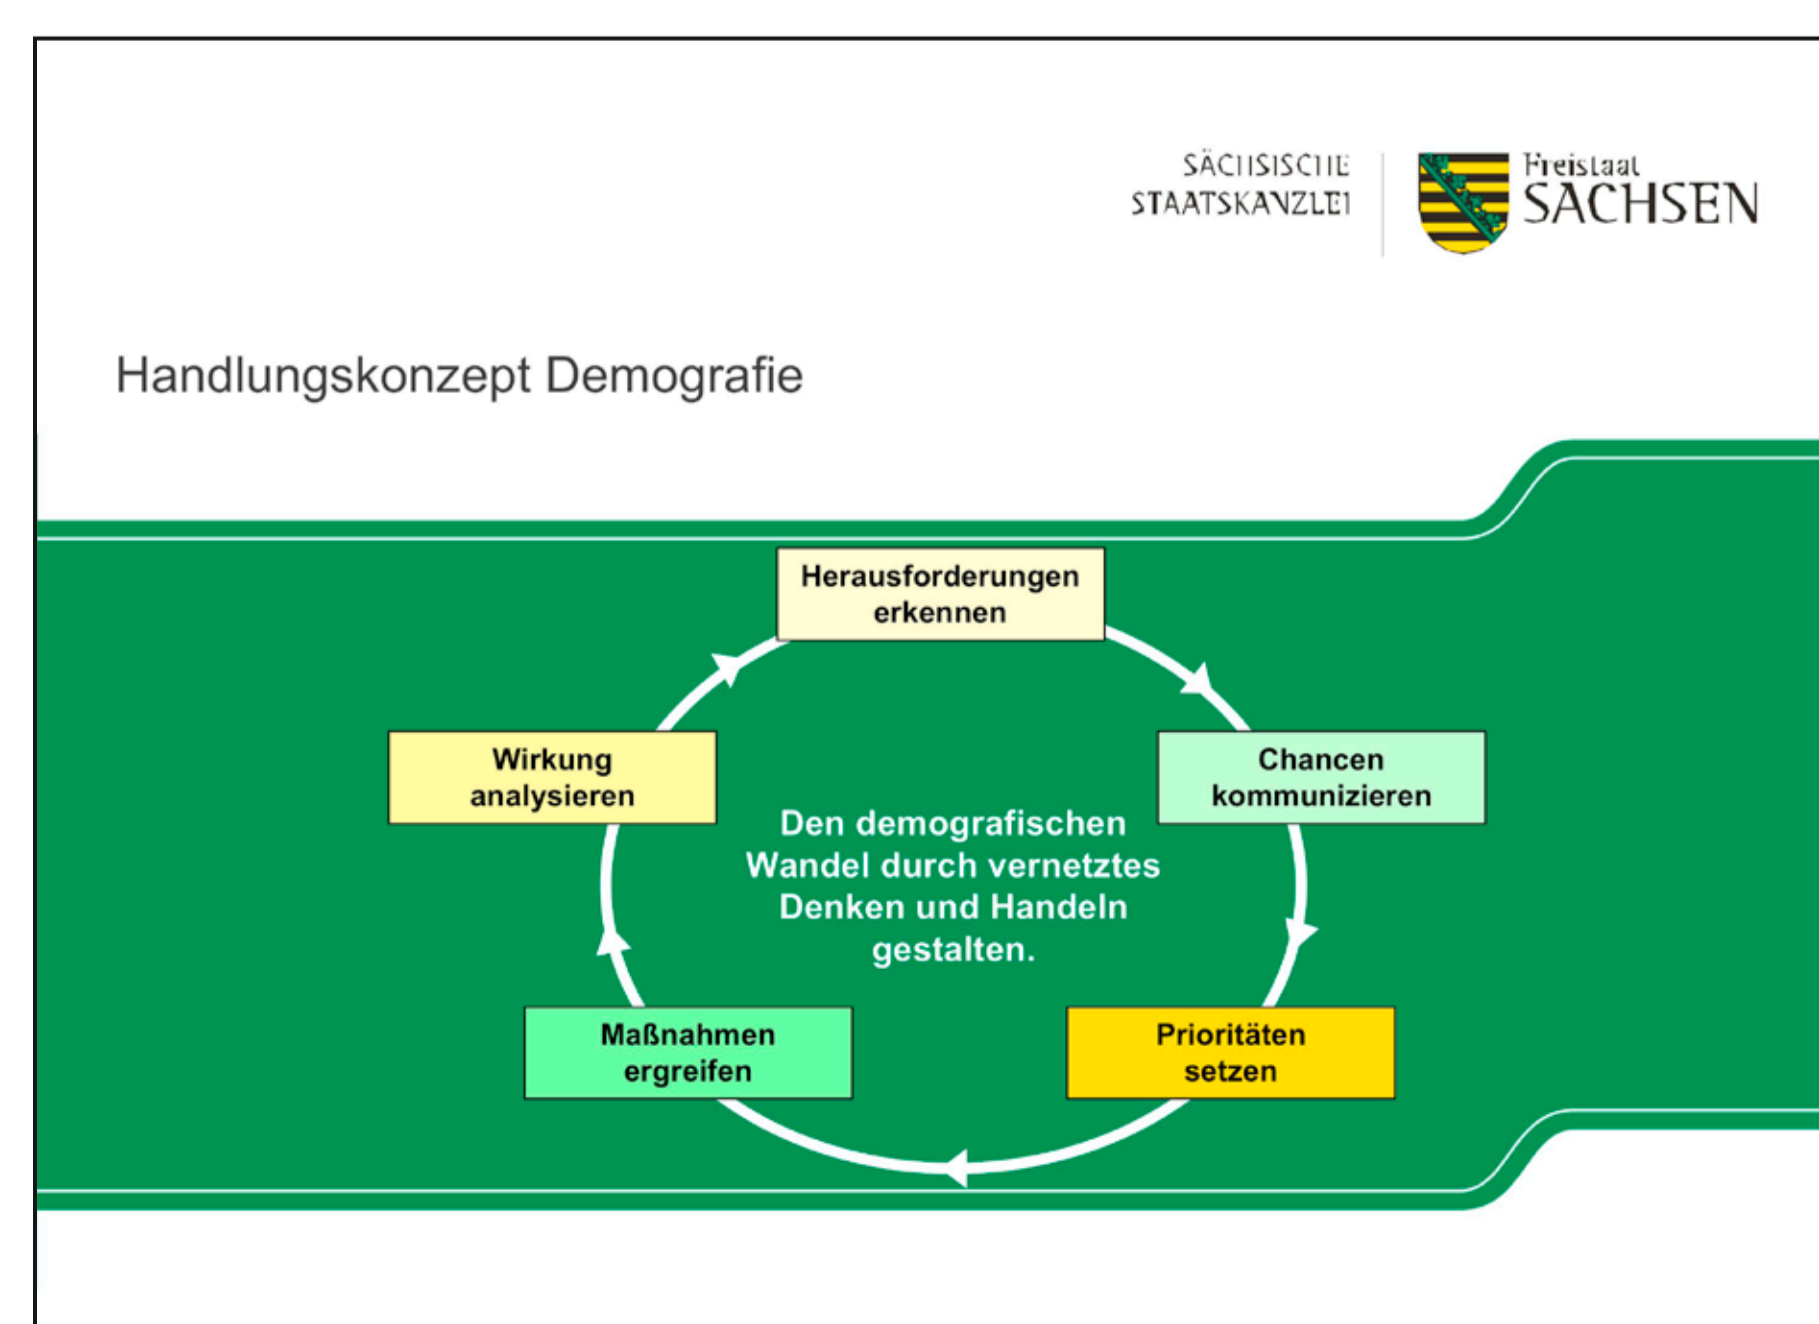 SÄCHSISCHE
STAATSKANZLEI
Freistaat
SACHSEN
Handlungskonzept Demografie
Herausforderungen
erkennen
Chancen
kommunizieren
Prioritäten
setzen
Maßnahmen
ergreifen
Wirkung
analysieren
Den demografischen
Wandel durch vernetztes
Denken und Handeln
gestalten.